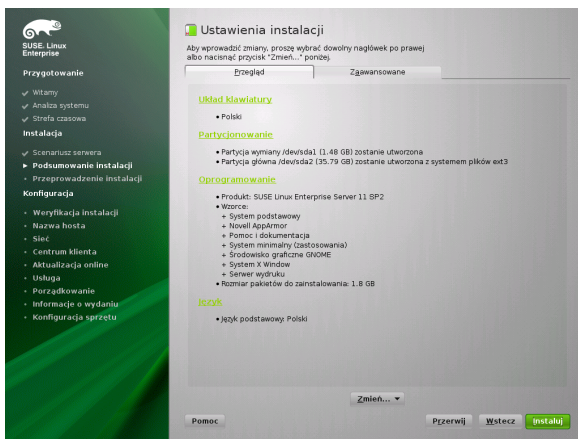 SUSE. Linux
Enterprise
Przygotowanie
Witamy
Analiza systemu
Strefa czasowa
Instalacja
Scenariusz serwera
Podsumowanie instalacji
Przeprowadzenie instalacji
Konfiguracja
Weryfikacja instalacji
Nazwa hosta
Sieć
Centrum klienta
Aktualizacja online
Usługa
Porządkowanie
Informacje o wydaniu
Konfiguracja sprzętu
Ustawienia instalacji
Aby wprowadzić zmiany, proszę wybrać dowolny nagłówek po prawej
albo nacisnąć przycisk "Zmień..." poniżej.
Przegląd Zaawansowane
Układ klawiatury
• Polski
Partycjonowanie
• Partycja wymiany /dev/sda1 (1.48 GB) zostanie utworzona
• Partycja główna /dev/sda2 (35.79 GB) zostanie utworzona z systemem plików ext3
Oprogramowanie
• Produkt: SUSE Linux Enterprise Server 11 SP2
• Wzorce:
+ System podstawowy
+ Novell AppArmor
+ Pomoc i dokumentacja
+ System minimalny (zastosowania)
+ Środowisko graficzne GNOME
+ System X Window
+ Serwer wydruku
• Rozmiar pakietów do zainstalowania: 1.8 GB
Język
• Język podstawowy: Polski
Zmień...
Pomoc Przerwij Wstecz Instaluj